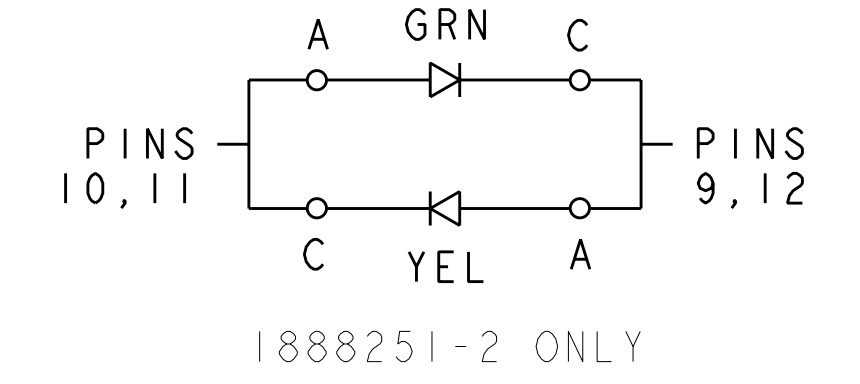 A GRN C
PINS
10,11
PINS
9,12
C YEL A
1888251-2 ONLY